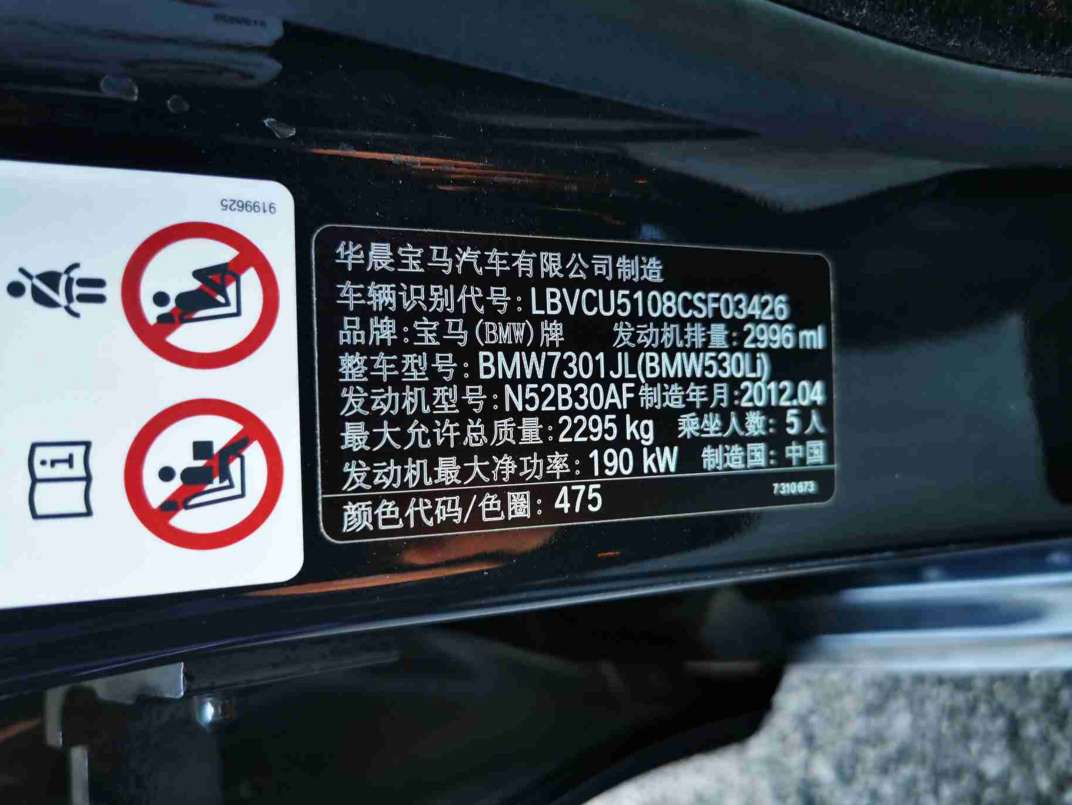 9199625
华晨宝马汽车有限公司制造
车辆识别代号: LBVCU5108CSF03426
品牌: 宝马(BMW)牌 发动机排量: 2996 ml
整车型号: BMW7301JL(BMW530Li)
发动机型号: N52B30AF 制造年月: 2012.04
最大允许总质量: 2295 kg 乘坐人数: 5人
发动机最大净功率: 190 kW 制造国: 中国
7310673
颜色代码/色圈: 475